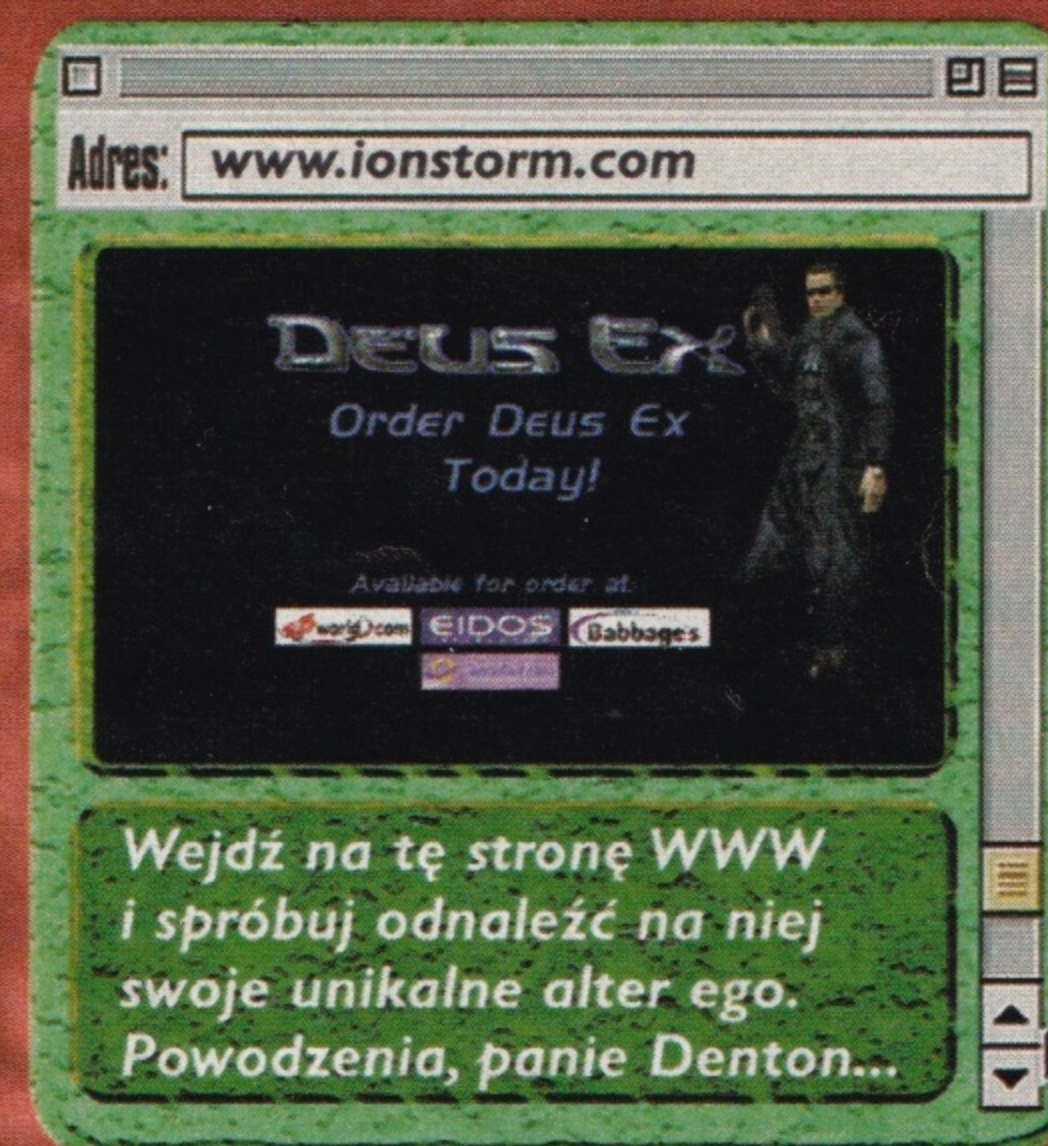 Adres: www.ionstorm.com
DEUS EX
Order Deus Ex
Today!
Available for order at
EIDOS Babbage's
Wejdź na tę stronę WWW
i spróbuj odnaleźć na niej
swoje unikalne alter ego.
Powodzenia, panie Denton...